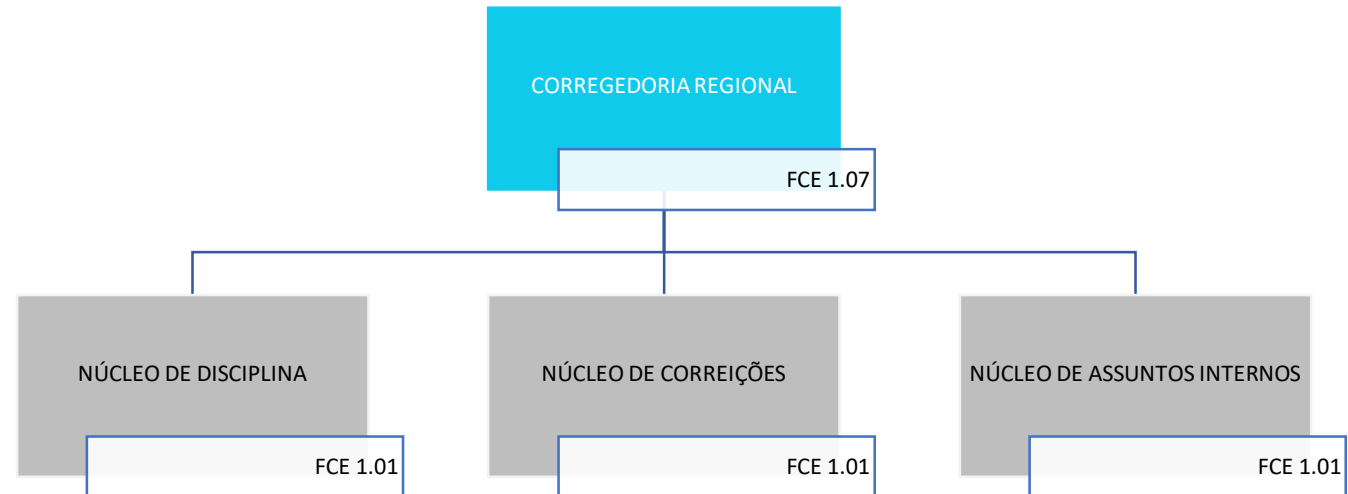 CORREGEDORIA REGIONAL
FCE 1.07
NÚCLEO DE DISCIPLINA
FCE 1.01
NÚCLEO DE CORREIÇÕES
FCE 1.01
NÚCLEO DE ASSUNTOS INTERNOS
FCE 1.01